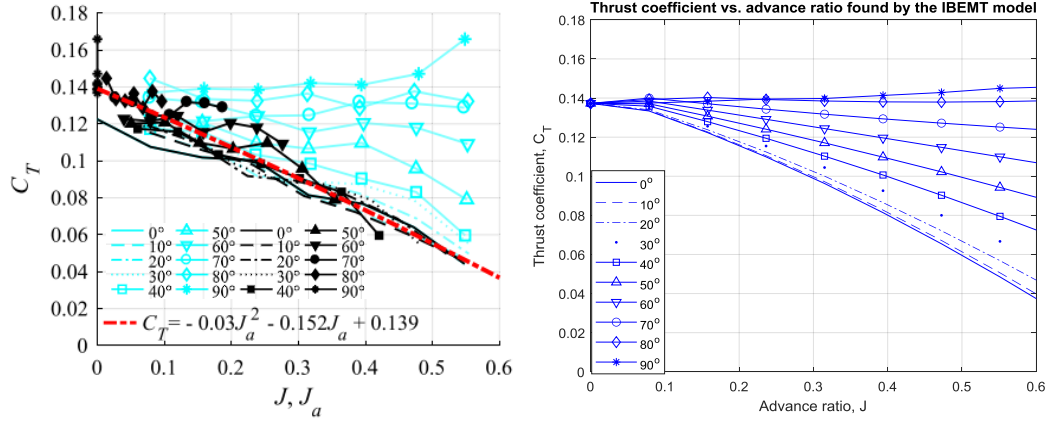 0.18
0.16
0.14
0.12
0.1
0.08
0.06
0.04
0.02
0
C_T
0° 50° 0° 50°
10° 60° 10° 60°
20° 70° 20° 70°
30° 80° 30° 80°
40° 90° 40° 90°
C_T = - 0.03J_a^2 - 0.152J_a + 0.139
0 0.1 0.2 0.3 0.4 0.5 0.6
J, J_a
Thrust coefficient vs. advance ratio found by the IBEMT model
0.18
0.16
0.14
0.12
0.1
0.08
0.06
0.04
0.02
0
Thrust coefficient, C_T
0°
10°
20°
30°
40°
50°
60°
70°
80°
90°
0 0.1 0.2 0.3 0.4 0.5 0.6
Advance ratio, J